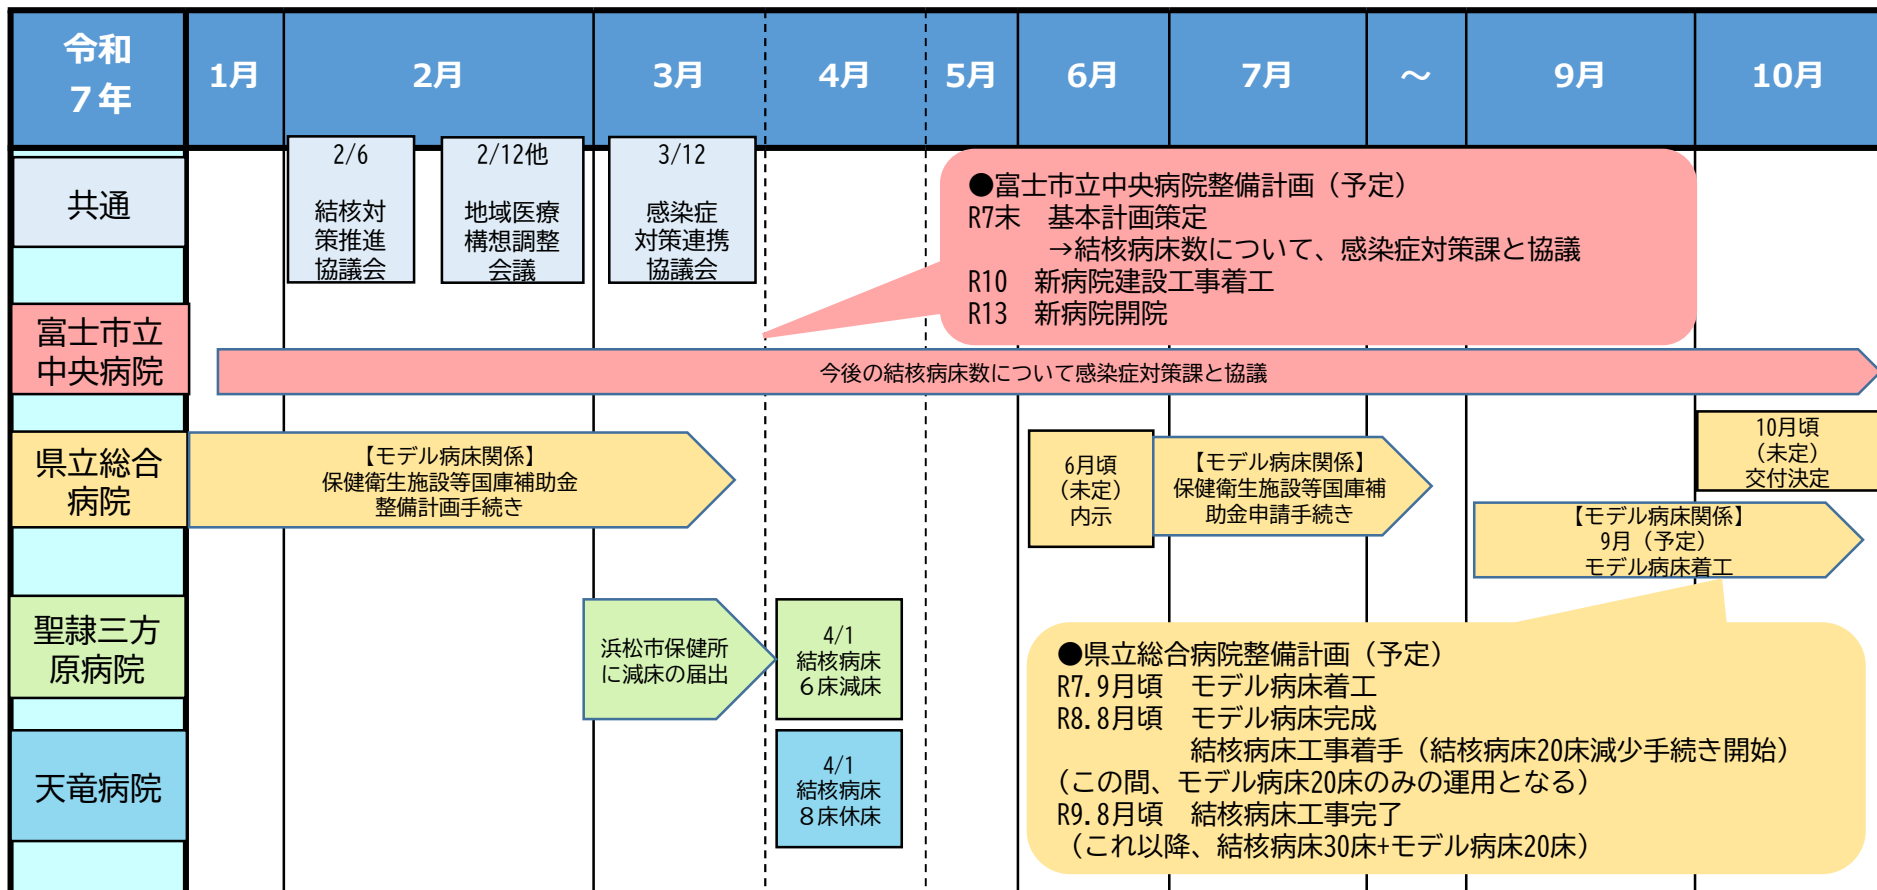 令和
７年
1月
2月
3月
4月
5月
6月
7月
～
9月
10月
共通
2/6
結核対
策推進
協議会
2/12他
地域医療
構想調整
会議
3/12
感染症
対策連携
協議会
●富士市立中央病院整備計画（予定）
R7末　基本計画策定
→結核病床数について、感染症対策課と協議
R10　新病院建設工事着工
R13　新病院開院
富士市立
中央病院
今後の結核病床数について感染症対策課と協議
県立総合
病院
【モデル病床関係】
保健衛生施設等国庫補助金
整備計画手続き
6月頃
（未定）
内示
【モデル病床関係】
保健衛生施設等国庫補
助金申請手続き
10月頃
（未定）
交付決定
【モデル病床関係】
9月（予定）
モデル病床着工
聖隷三方
原病院
浜松市保健所
に減床の届出
4/1
結核病床
６床減床
●県立総合病院整備計画（予定）
R7.9月頃　モデル病床着工
R8.8月頃　モデル病床完成
結核病床工事着手（結核病床20床減少手続き開始）
（この間、モデル病床20床のみの運用となる）
R9.8月頃　結核病床工事完了
（これ以降、結核病床30床+モデル病床20床）
天竜病院
4/1
結核病床
８床休床